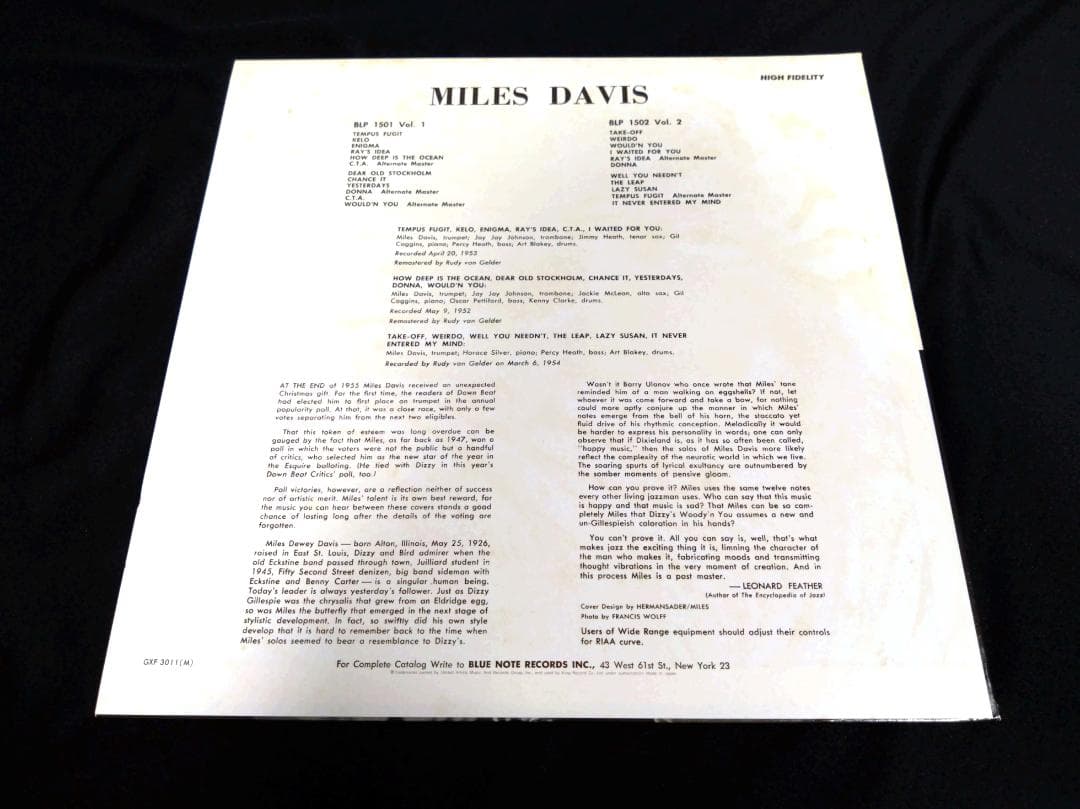 HIGH FIDELITY
MILES DAVIS
BLP 1501 Vol. 1
TEMPUS FUGIT
KELO
ENIGMA
RAY'S IDEA
HOW DEEP IS THE OCEAN
C.T.A. Alternate Master
DEAR OLD STOCKHOLM
CHANCE IT
YESTERDAYS
DONNA Alternate Master
C.T.A.
WOULD'N YOU Alternate Master
BLP 1502 Vol. 2
TAKE-OFF
WEIRDO
WOULD'N YOU
I WAITED FOR YOU
RAY'S IDEA Alternate Master
DONNA
WELL YOU NEEDN'T
THE LEAP
LAZY SUSAN
TEMPUS FUGIT Alternate Master
IT NEVER ENTERED MY MIND
TEMPUS FUGIT, KELO, ENIGMA, RAY'S IDEA, C.T.A., I WAITED FOR YOU:
Miles Davis, trumpet; Jay Jay Johnson, trombone; Jimmy Heath, tenor sax; Gil
Coggins, piano; Percy Heath, bass; Art Blakey, drums.
Recorded April 20, 1953
Remastered by Rudy van Gelder
HOW DEEP IS THE OCEAN, DEAR OLD STOCKHOLM, CHANCE IT, YESTERDAYS,
DONNA, WOULD'N YOU:
Miles Davis, trumpet; Jay Jay Johnson, trombone; Jackie McLean, alto sax; Gil
Coggins, piano; Oscar Pettiford, bass; Kenny Clarke, drums.
Recorded May 9, 1952
Remastered by Rudy van Gelder
TAKE-OFF, WEIRDO, WELL YOU NEEDN'T, THE LEAP, LAZY SUSAN, IT NEVER
ENTERED MY MIND:
Miles Davis, trumpet; Horace Silver, piano; Percy Heath, bass; Art Blakey, drums.
Recorded by Rudy van Gelder on March 6, 1954
AT THE END of 1955 Miles Davis received an unexpected
Christmas gift. For the first time, the readers of Down Beat
had elected him to first place on trumpet in the annual
popularity poll. At that, it was a close race, with only a few
votes separating him from the next two eligibles.
That this token of esteem was long overdue can be
gauged by the fact that Miles, as far back as 1947, won a
poll in which the voters were not the public but a handful
of critics, who selected him as the new star of the year in
the Esquire balloting. (He tied with Dizzy in this year's
Down Beat Critics' poll, too.)
Poll victories, however, are a reflection neither of success
nor of artistic merit. Miles' talent is its own best reward, for
the music you can hear between these covers stands a good
chance of lasting long after the details of the voting are
forgotten.
Miles Dewey Davis — born Alton, Illinois, May 25, 1926,
raised in East St. Louis, Dizzy and Bird admirer when the
old Eckstine band passed through town, Juilliard student in
1945, Fifty Second Street denizen, big band sideman with
Eckstine and Benny Carter — is a singular human being.
Today's leader is always yesterday's follower. Just as Dizzy
Gillespie was the chrysalis that grew from an Eldridge egg,
so was Miles the butterfly that emerged in the next stage of
stylistic development. In fact, so swiftly did his own style
develop that it is hard to remember back to the time when
Miles' solos seemed to bear a resemblance to Dizzy's.
Wasn't it Barry Ulanov who once wrote that Miles' tone
reminded him of a man walking on eggshells? If not, let
whoever it was come forward and take a bow, for nothing
could more aptly conjure up the manner in which Miles'
notes emerge from the bell of his horn, the staccato yet
fluid drive of his rhythmic conception. Melodically it would
be harder to express his personality in words; one can only
observe that if Dixieland is, as it has so often been called,
"happy music," then the solos of Miles Davis more likely
reflect the complexity of the neurotic world in which we live.
The soaring spurts of lyrical exultancy are outnumbered by
the somber moments of pensive gloom.
How can you prove it? Miles uses the same twelve notes
every other living jazzman uses. Who can say that this music
is happy and that music is sad? That Miles can be so com-
pletely Miles that Dizzy's Woody'n You assumes a new and
un-Gillespieish coloration in his hands?
You can't prove it. All you can say is, well, that's what
makes jazz the exciting thing it is, limning the character of
the man who makes it, fabricating moods and transmitting
thought vibrations in the very moment of creation. And in
this process Miles is a past master.
— LEONARD FEATHER
(Author of The Encyclopedia of Jazz)
Cover Design by HERMANSADER/MILES
Photo by FRANCIS WOLFF
Users of Wide Range equipment should adjust their controls
for RIAA curve.
GXF 3011(M)
For Complete Catalog Write to BLUE NOTE RECORDS INC., 43 West 61st St., New York 23